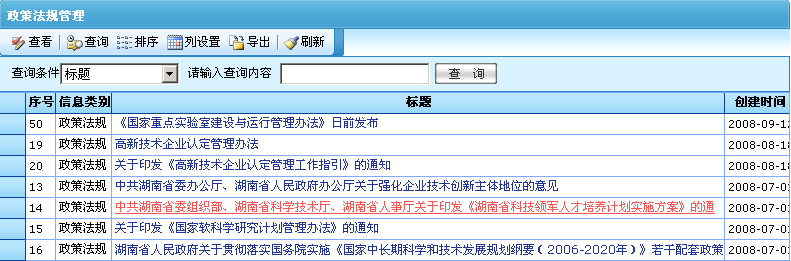 政策法规管理
查看 查询 排序 列设置 导出 刷新
查询条件 标题 请输入查询内容 查 询
序号 信息类别 标题 创建时间
50 政策法规 《国家重点实验室建设与运行管理办法》日前发布 2008-09-12
19 政策法规 高新技术企业认定管理办法 2008-08-18
20 政策法规 关于印发《高新技术企业认定管理工作指引》的通知 2008-08-18
13 政策法规 中共湖南省委办公厅、湖南省人民政府办公厅关于强化企业技术创新主体地位的意见 2008-07-0
14 政策法规 中共湖南省委组织部、湖南省科学技术厅、湖南省人事厅关于印发《湖南省科技领军人才培养计划实施方案》的通 2008-07-0
15 政策法规 关于印发《国家软科学研究计划管理办法》的通知 2008-07-0
16 政策法规 湖南省人民政府关于贯彻落实国务院实施《国家中长期科学和技术发展规划纲要（2006-2020年）》若干配套政策 2008-07-0